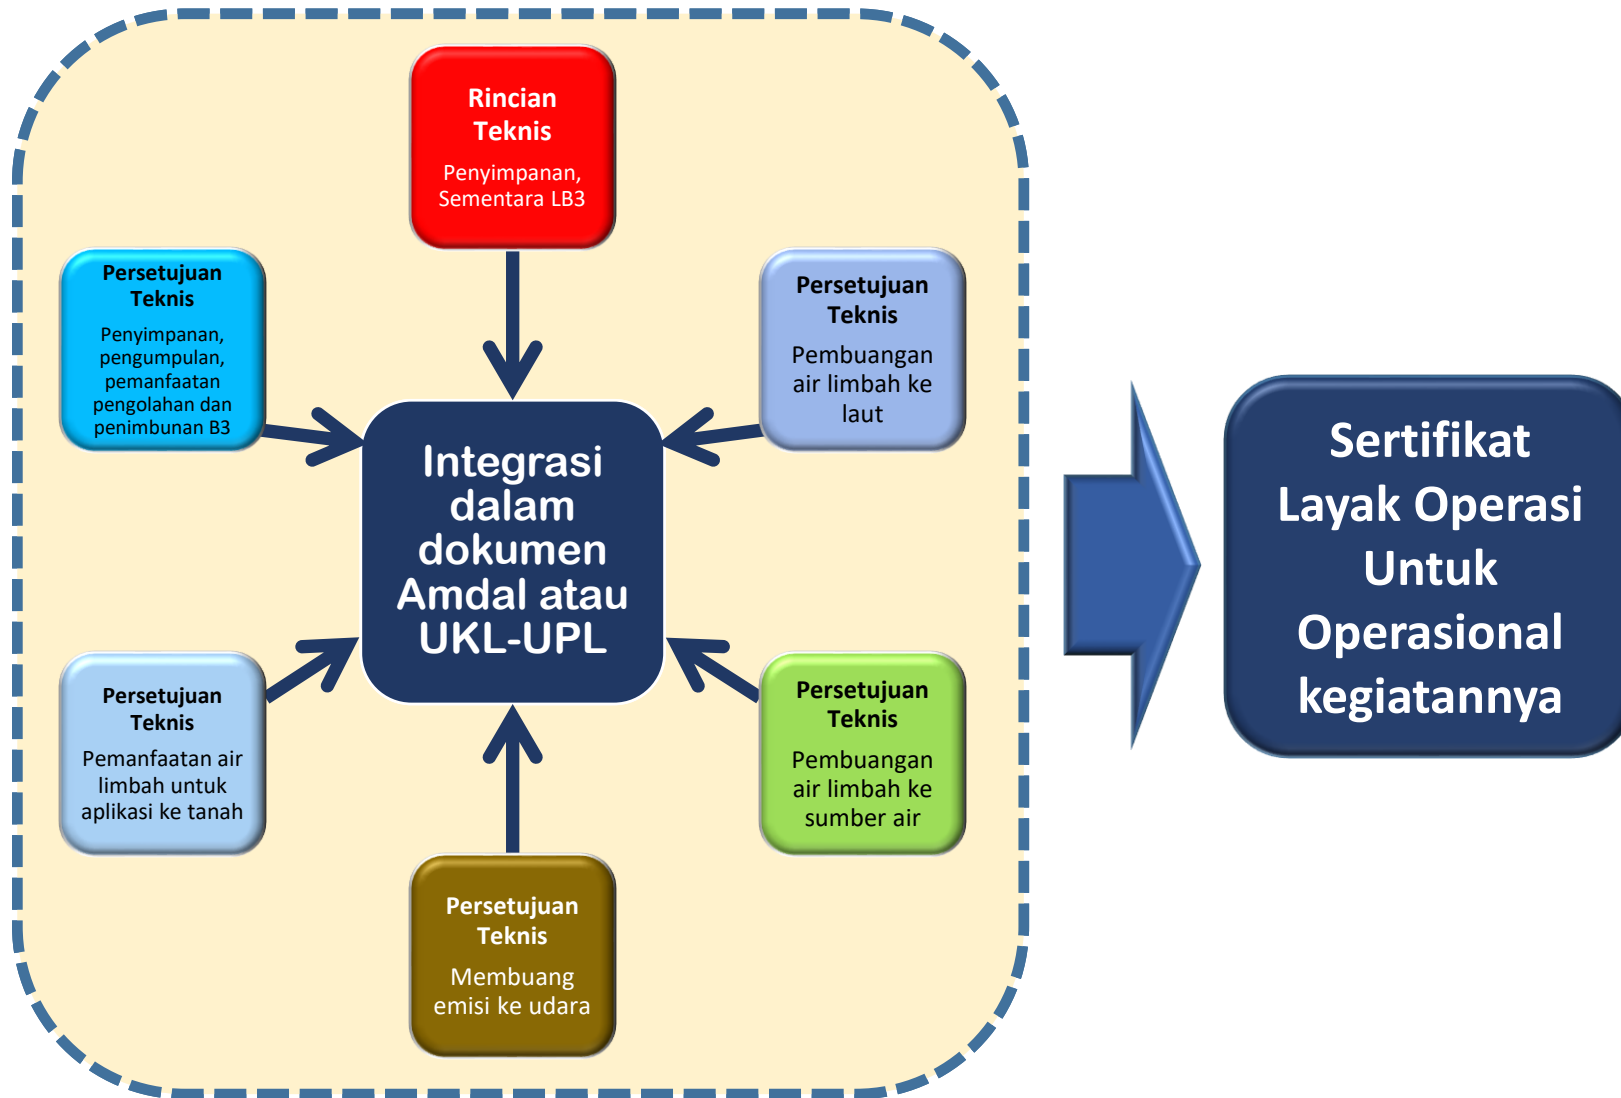 Rincian
Teknis
Penyimpanan,
Sementara LB3
Persetujuan
Teknis
Penyimpanan,
pengumpulan,
pemanfaatan
pengolahan dan
penimbunan B3
Persetujuan
Teknis
Pembuangan
air limbah ke
laut
Integrasi
dalam
dokumen
Amdal atau
UKL-UPL
Persetujuan
Teknis
Pemanfaatan air
limbah untuk
aplikasi ke tanah
Persetujuan
Teknis
Pembuangan
air limbah ke
sumber air
Persetujuan
Teknis
Membuang
emisi ke udara
Sertifikat
Layak Operasi
Untuk
Operasional
kegiatannya